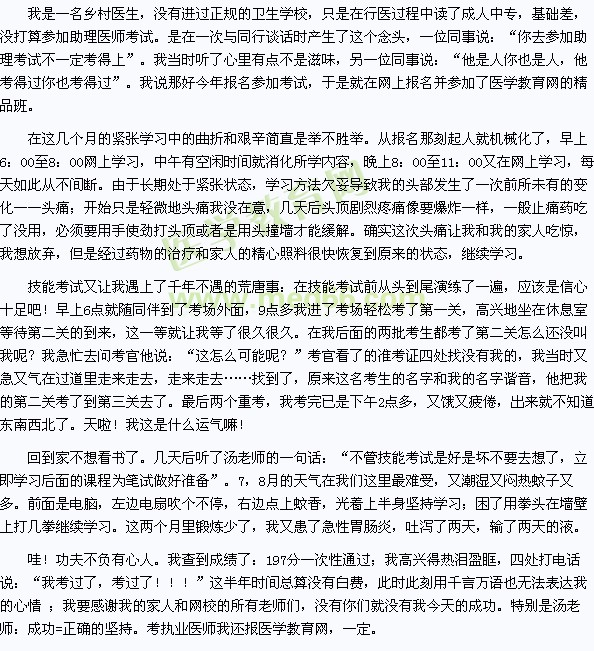 我是一名乡村医生，没有进过正规的卫生学校，只是在行医过程中读了成人中专，基础差，
没打算参加助理医师考试。是在一次与同行谈话时产生了这个念头，一位同事说：“你去参加助
理考试不一定考得上”。我当时听了心里有点不是滋味，另一位同事说：“他是人你也是人，他
考得过你也考得过”。我说那好今年报名参加考试，于是就在网上报名并参加了医学教育网的精
品班。
在这几个月的紧张学习中的曲折和艰辛简直是举不胜举。从报名那刻起人就机械化了，早上
6：00至8：00网上学习，中午有空闲时间就消化所学内容，晚上8：00至11：00又在网上学习，每
天如此从不间断。由于长期处于紧张状态，学习方法欠妥导致我的头部发生了一次前所未有的变
化——头痛；开始只是轻微地头痛我没在意，几天后头顶剧烈疼痛像要爆炸一样，一般止痛药吃
了没用，必须要用手使劲打头顶或者是用头撞墙才能缓解。确实这次头痛让我和我的家人吃惊，
我想放弃，但是经过药物的治疗和家人的精心照料很快恢复到原来的状态，继续学习。
技能考试又让我遇上了千年不遇的荒唐事：在技能考试前从头到尾演练了一遍，应该是信心
十足吧！早上6点就随同伴到了考场外面，9点多我进了考场轻松考了第一关，高兴地坐在休息室
等待第二关的到来，这一等就让我等了很久很久。在我后面的两批考生都考了第二关怎么还没叫
我呢？我急忙去问考官他说：“这怎么可能呢？”考官看了的准考证四处找没有我的，我当时又
急又气在过道里走来走去，走来走去……找到了，原来这名考生的名字和我的名字谐音，他把我
的第二关考了到第三关去了。最后两个重考，我考完已是下午2点多，又饿又疲倦，出来就不知道
东南西北了。天啦！我这是什么运气嘛！
回到家不想看书了。几天后听了汤老师的一句话：“不管技能考试是好是坏不要去想了，立
即学习后面的课程为笔试做好准备”。7，8月的天气在我们这里最难受，又潮湿又闷热蚊子又
多。前面是电脑，左边电扇吹个不停，右边点上蚊香，光着上半身坚持学习；困了用拳头在墙壁
上打几拳继续学习。这两个月里锻炼少了，我又患了急性胃肠炎，吐泻了两天，输了两天的液。
哇！功夫不负有心人。我查到成绩了：197分一次性通过；我高兴得热泪盈眶，四处打电话
说：“我考过了，考过了！！！”这半年时间总算没有白费，此时此刻用千言万语也无法表达我
的心情 ；我要感谢我的家人和网校的所有老师们，没有你们就没有我今天的成功。特别是汤老
师：成功=正确的坚持。考执业医师我还报医学教育网，一定。
医学教育网
www.med66.com